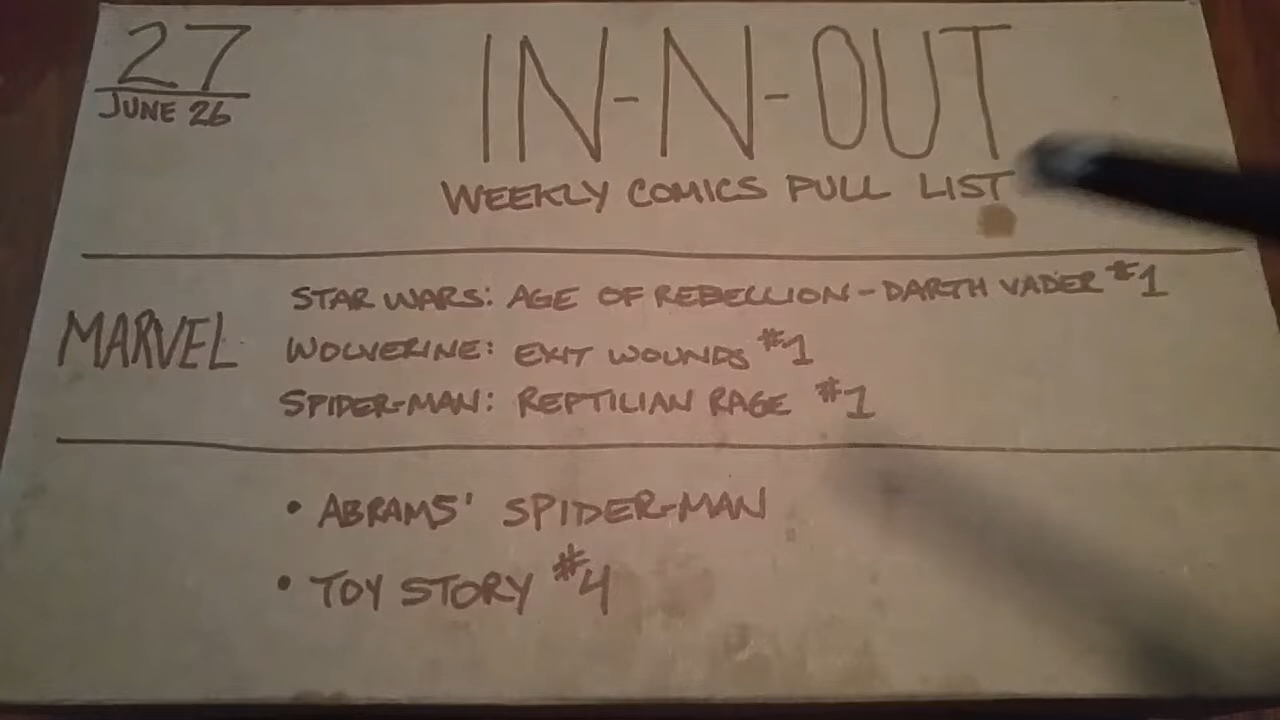 27
JUNE 26
IN-N-OUT
WEEKLY COMICS PULL LIST
MARVEL
STAR WARS: AGE OF REBELLION - DARTH VADER #1
WOLVERINE: EXIT WOUNDS #1
SPIDER-MAN: REPTILIAN RAGE #1
• ABRAMS' SPIDER-MAN
• TOY STORY #4